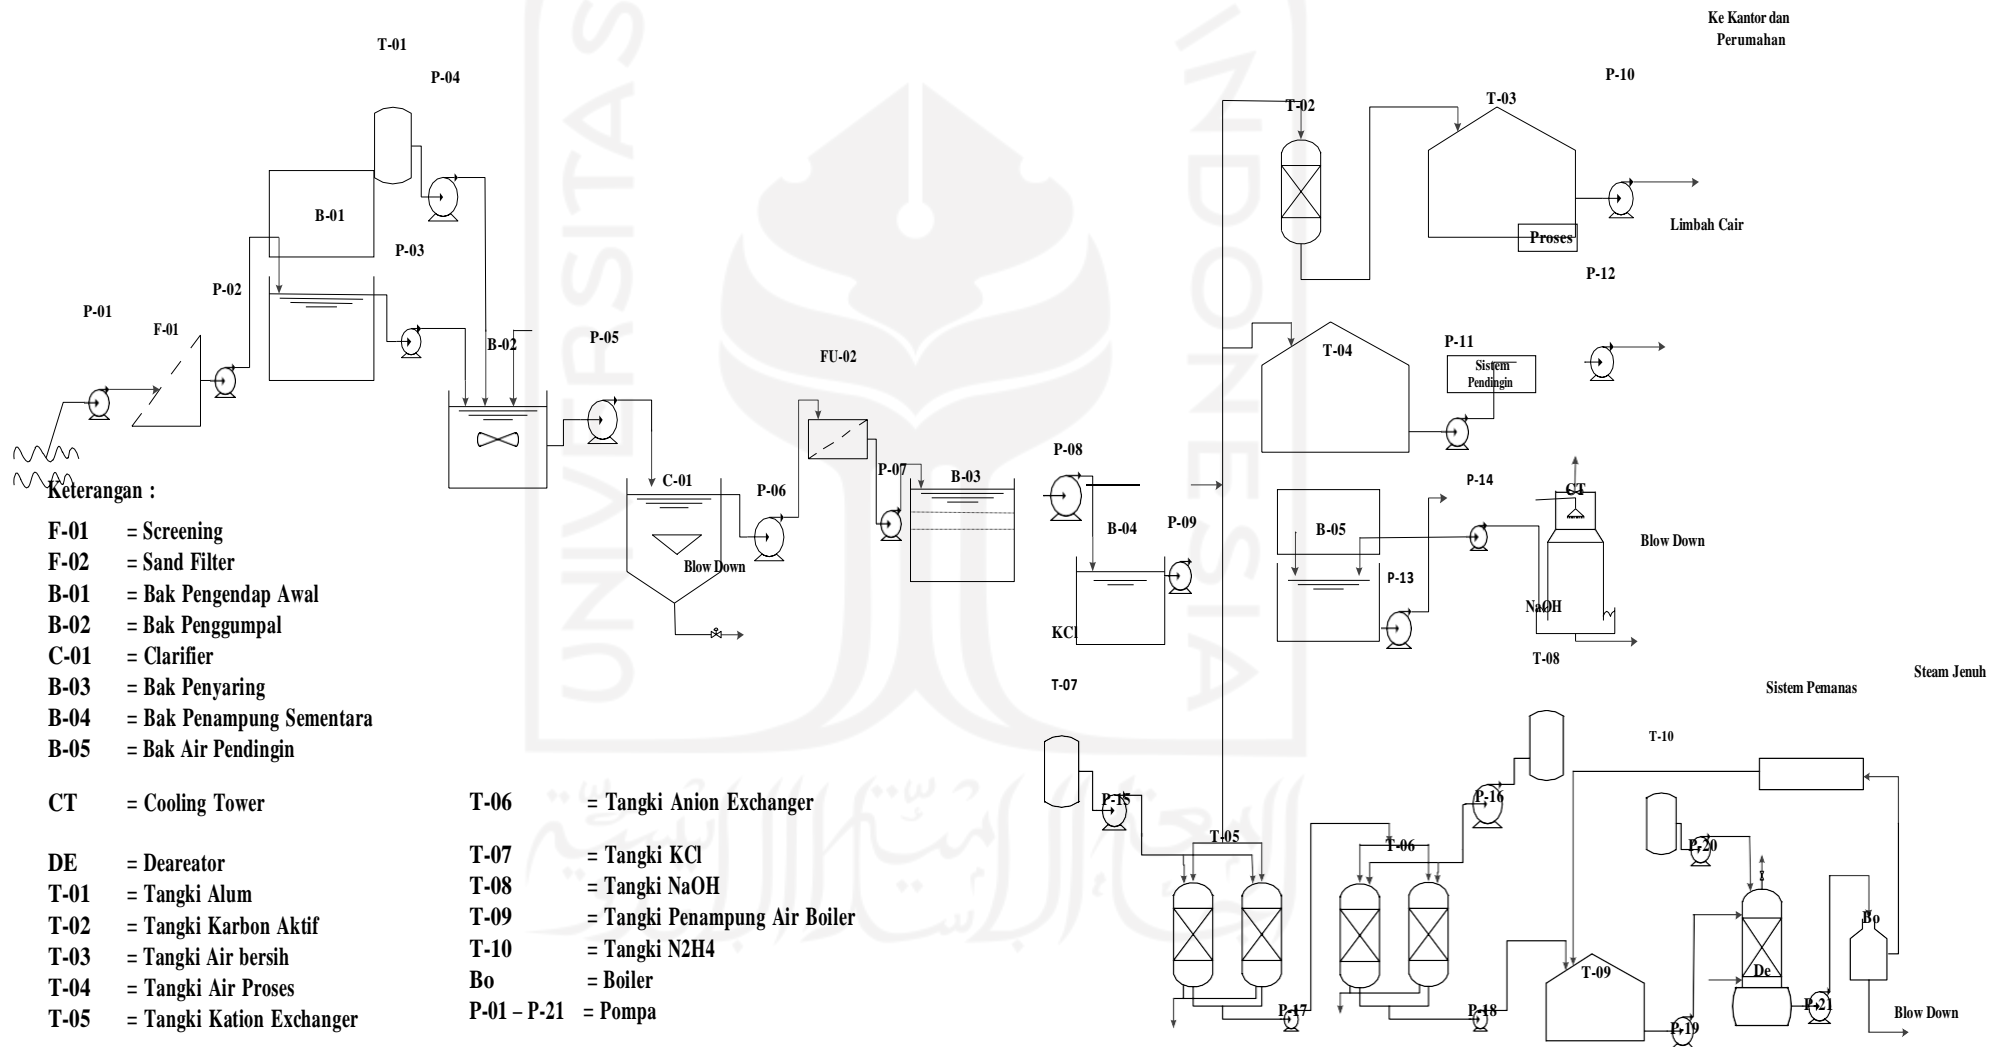 Ke Kantor dan
Perumahan
T-01
P-04
P-10
T-03
T-02
B-01
Limbah Cair
Proses
P-03
P-12
P-02
P-01
F-01
B-02
P-05
FU-02
T-04
P-11
Sistem
Pendingin
P-08
P-07
B-03
C-01
P-06
P-14
CT
B-04
P-09
B-05
Blow Down
Blow Down
P-13
NaOH
KCl
T-08
T-07
Steam Jenuh
Sistem Pemanas
T-10
P-15
P-16
T-05
T-06
P-20
Bo
De
T-09
P-17
P-18
P-19
P-21
Blow Down
Keterangan :
F-01 = Screening
F-02 = Sand Filter
B-01 = Bak Pengendap Awal
B-02 = Bak Penggumpal
C-01 = Clarifier
B-03 = Bak Penyaring
B-04 = Bak Penampung Sementara
B-05 = Bak Air Pendingin
CT = Cooling Tower
DE = Deareator
T-01 = Tangki Alum
T-02 = Tangki Karbon Aktif
T-03 = Tangki Air bersih
T-04 = Tangki Air Proses
T-05 = Tangki Kation Exchanger
T-06 = Tangki Anion Exchanger
T-07 = Tangki KCl
T-08 = Tangki NaOH
T-09 = Tangki Penampung Air Boiler
T-10 = Tangki N2H4
Bo = Boiler
P-01 – P-21 = Pompa
UNIVERSITAS
INDONESIA